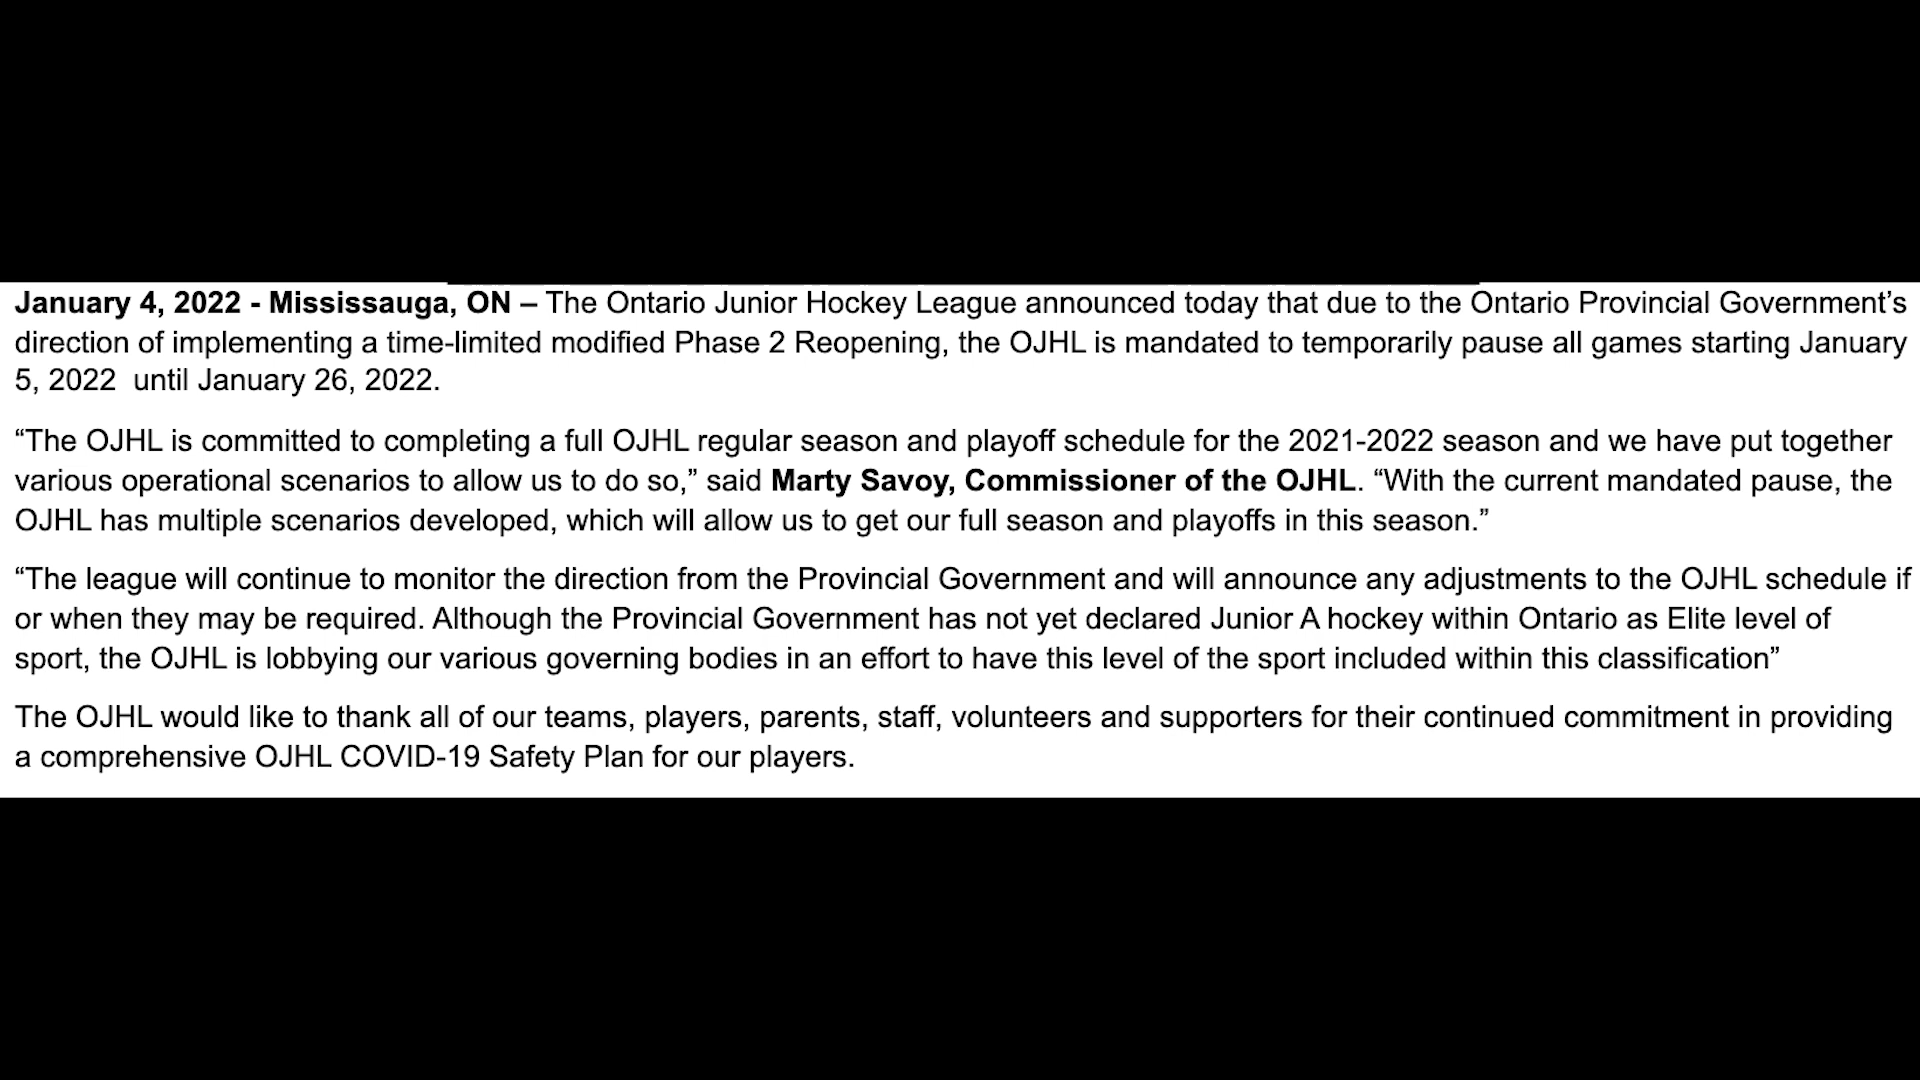 January 4, 2022 - Mississauga, ON – The Ontario Junior Hockey League announced today that due to the Ontario Provincial Government’s
direction of implementing a time-limited modified Phase 2 Reopening, the OJHL is mandated to temporarily pause all games starting January
5, 2022  until January 26, 2022.
“The OJHL is committed to completing a full OJHL regular season and playoff schedule for the 2021-2022 season and we have put together
various operational scenarios to allow us to do so,” said Marty Savoy, Commissioner of the OJHL. “With the current mandated pause, the
OJHL has multiple scenarios developed, which will allow us to get our full season and playoffs in this season.”
“The league will continue to monitor the direction from the Provincial Government and will announce any adjustments to the OJHL schedule if
or when they may be required. Although the Provincial Government has not yet declared Junior A hockey within Ontario as Elite level of
sport, the OJHL is lobbying our various governing bodies in an effort to have this level of the sport included within this classification”
The OJHL would like to thank all of our teams, players, parents, staff, volunteers and supporters for their continued commitment in providing
a comprehensive OJHL COVID-19 Safety Plan for our players.